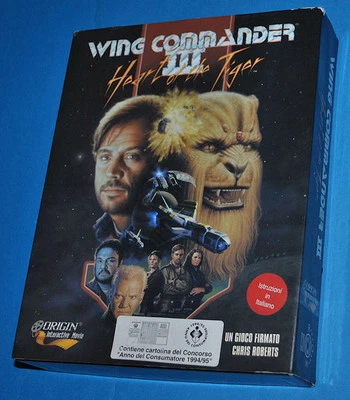 WING COMMANDER
III
Heart of the Tiger
WING COMMANDER III
Istruzioni in
Italiano
ORIGIN
Interactive Movie
Contiene cartolina del Concorso
"Anno del Consumatore 1994/95"
UN GIOCO FIRMATO
CHRIS ROBERTS